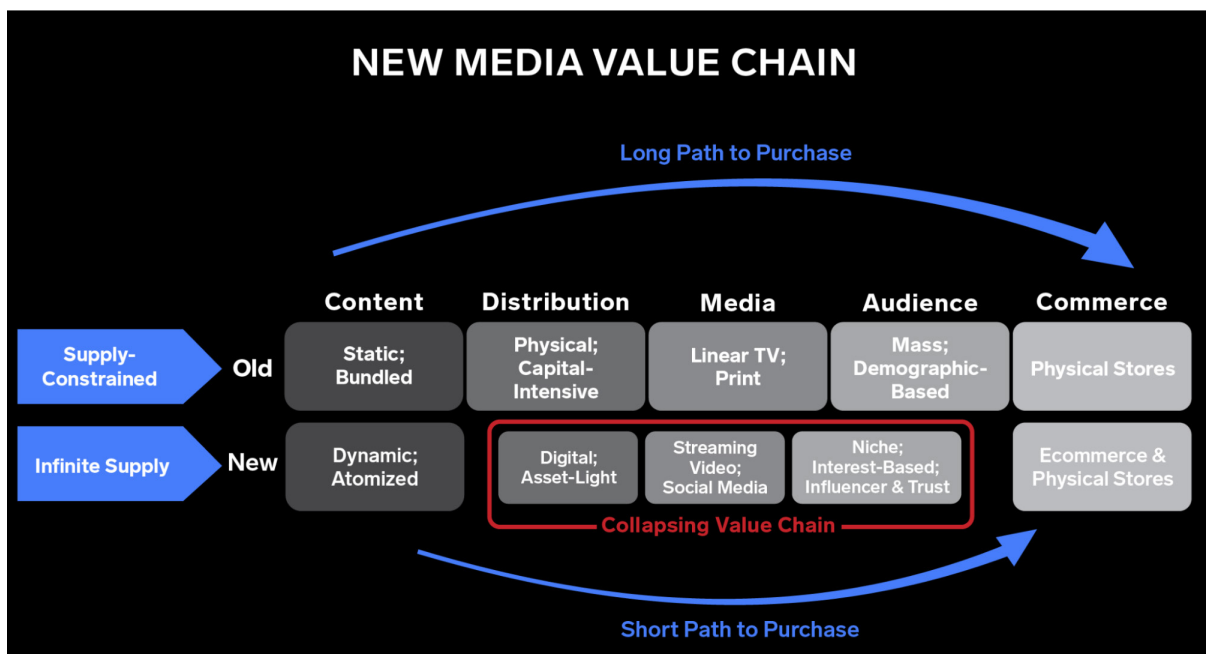 NEW MEDIA VALUE CHAIN
Long Path to Purchase
Content
Distribution
Media
Audience
Commerce
Supply-
Constrained
Old
Static;
Bundled
Physical;
Capital-
Intensive
Linear TV;
Print
Mass;
Demographic-
Based
Physical Stores
Infinite Supply
New
Dynamic;
Atomized
Digital;
Asset-Light
Streaming
Video;
Social Media
Niche;
Interest-Based;
Influencer & Trust
Ecommerce &
Physical Stores
Collapsing Value Chain
Short Path to Purchase